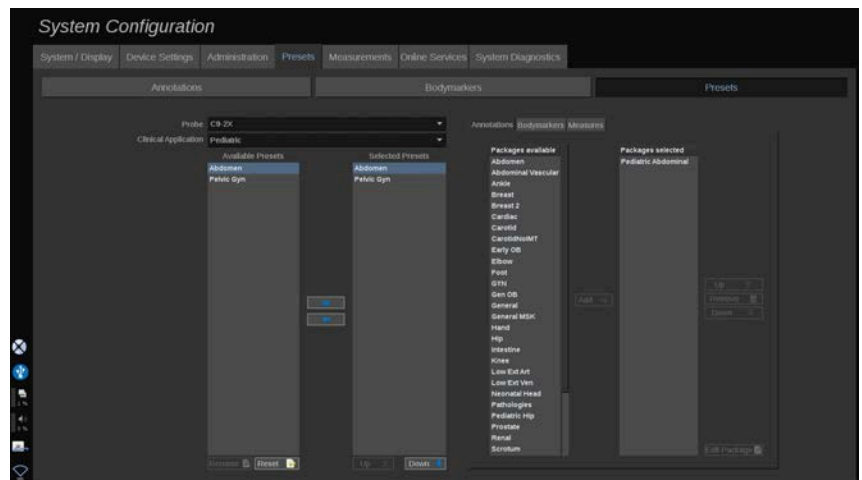 System Configuration
System / Display Device Settings Administration Presets Measurements Online Services System Diagnostics
Annotations Bodymarkers Presets
Probe C9-2X
Clinical Application Pediatric
Available Presets
Abdomen
Pelvic Gyn
Reset
Selected Presets
Abdomen
Pelvic Gyn
Up Down
Annotations Bodymarkers Measures
Packages available
Abdomen
Abdominal Vascular
Ankle
Breast
Breast 2
Cardiac
Carotid
CarotidNoIMT
Early OB
Elbow
Foot
GYN
Gen OB
General
General MSK
Hand
Hip
Intestine
Knee
Low Ext Art
Low Ext Ven
Neonatal Head
Pathologies
Pediatric Hip
Prostate
Renal
Scrotum
Add
Packages selected
Pediatric Abdominal
Up
Remove
Down
Edit Package